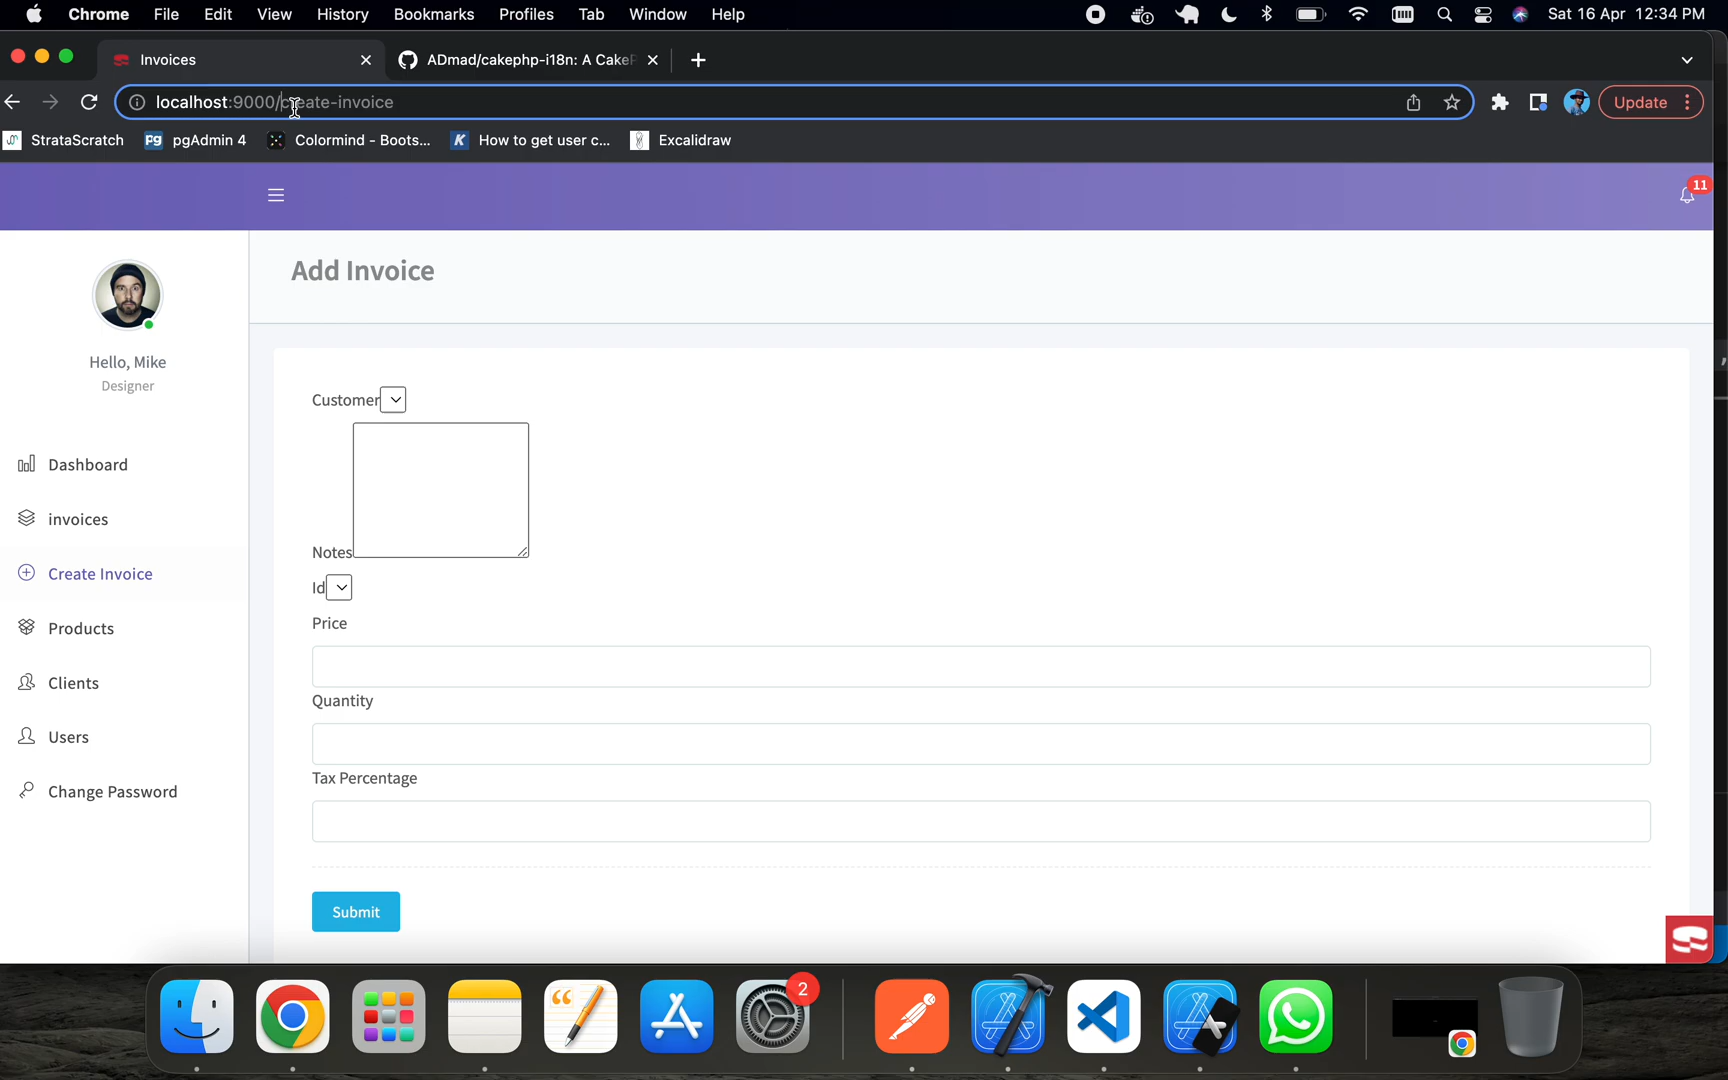 Chrome File Edit View History Bookmarks Profiles Tab Window Help Sat 16 Apr 12:34 PM
Invoices ADmad/cakephp-i18n: A Cake
localhost:9000/create-invoice Update
StrataScratch pgAdmin 4 Colormind - Boots... How to get user c... Excalidraw
11
Add Invoice
Hello, Mike
Designer
Dashboard
invoices
Create Invoice
Products
Clients
Users
Change Password
Customer
Notes
Id
Price
Quantity
Tax Percentage
Submit
2